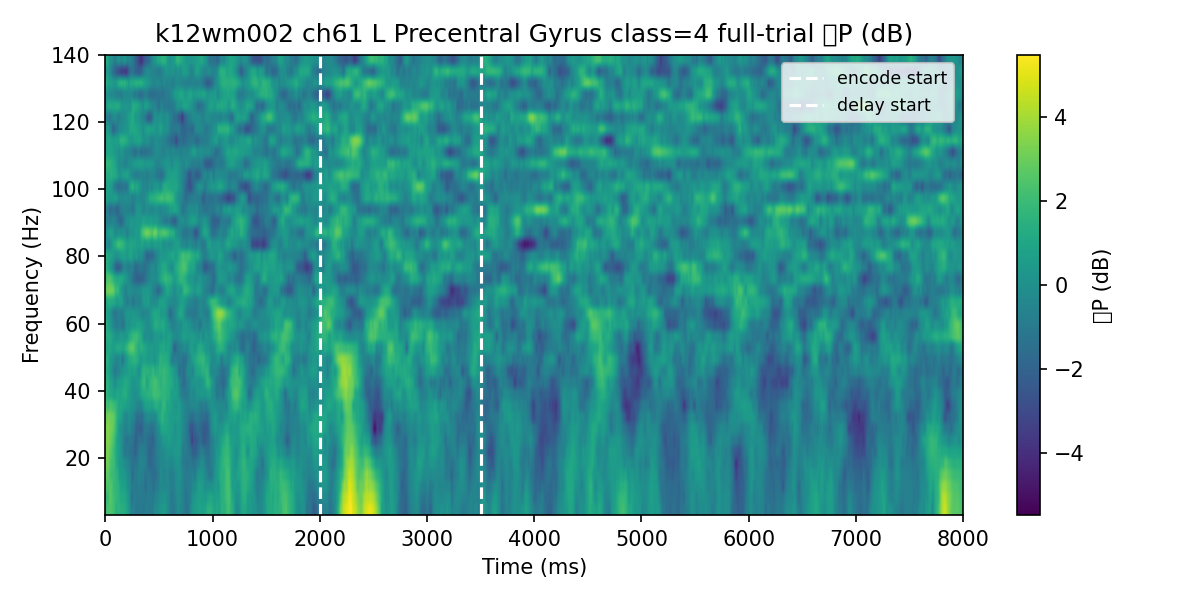 k12wm002 ch61 L Precentral Gyrus class=4 full-trial ▯P (dB)
140
120
100
80
60
40
20
Frequency (Hz)
0 1000 2000 3000 4000 5000 6000 7000 8000
Time (ms)
encode start
delay start
4
2
0
−2
−4
▯P (dB)